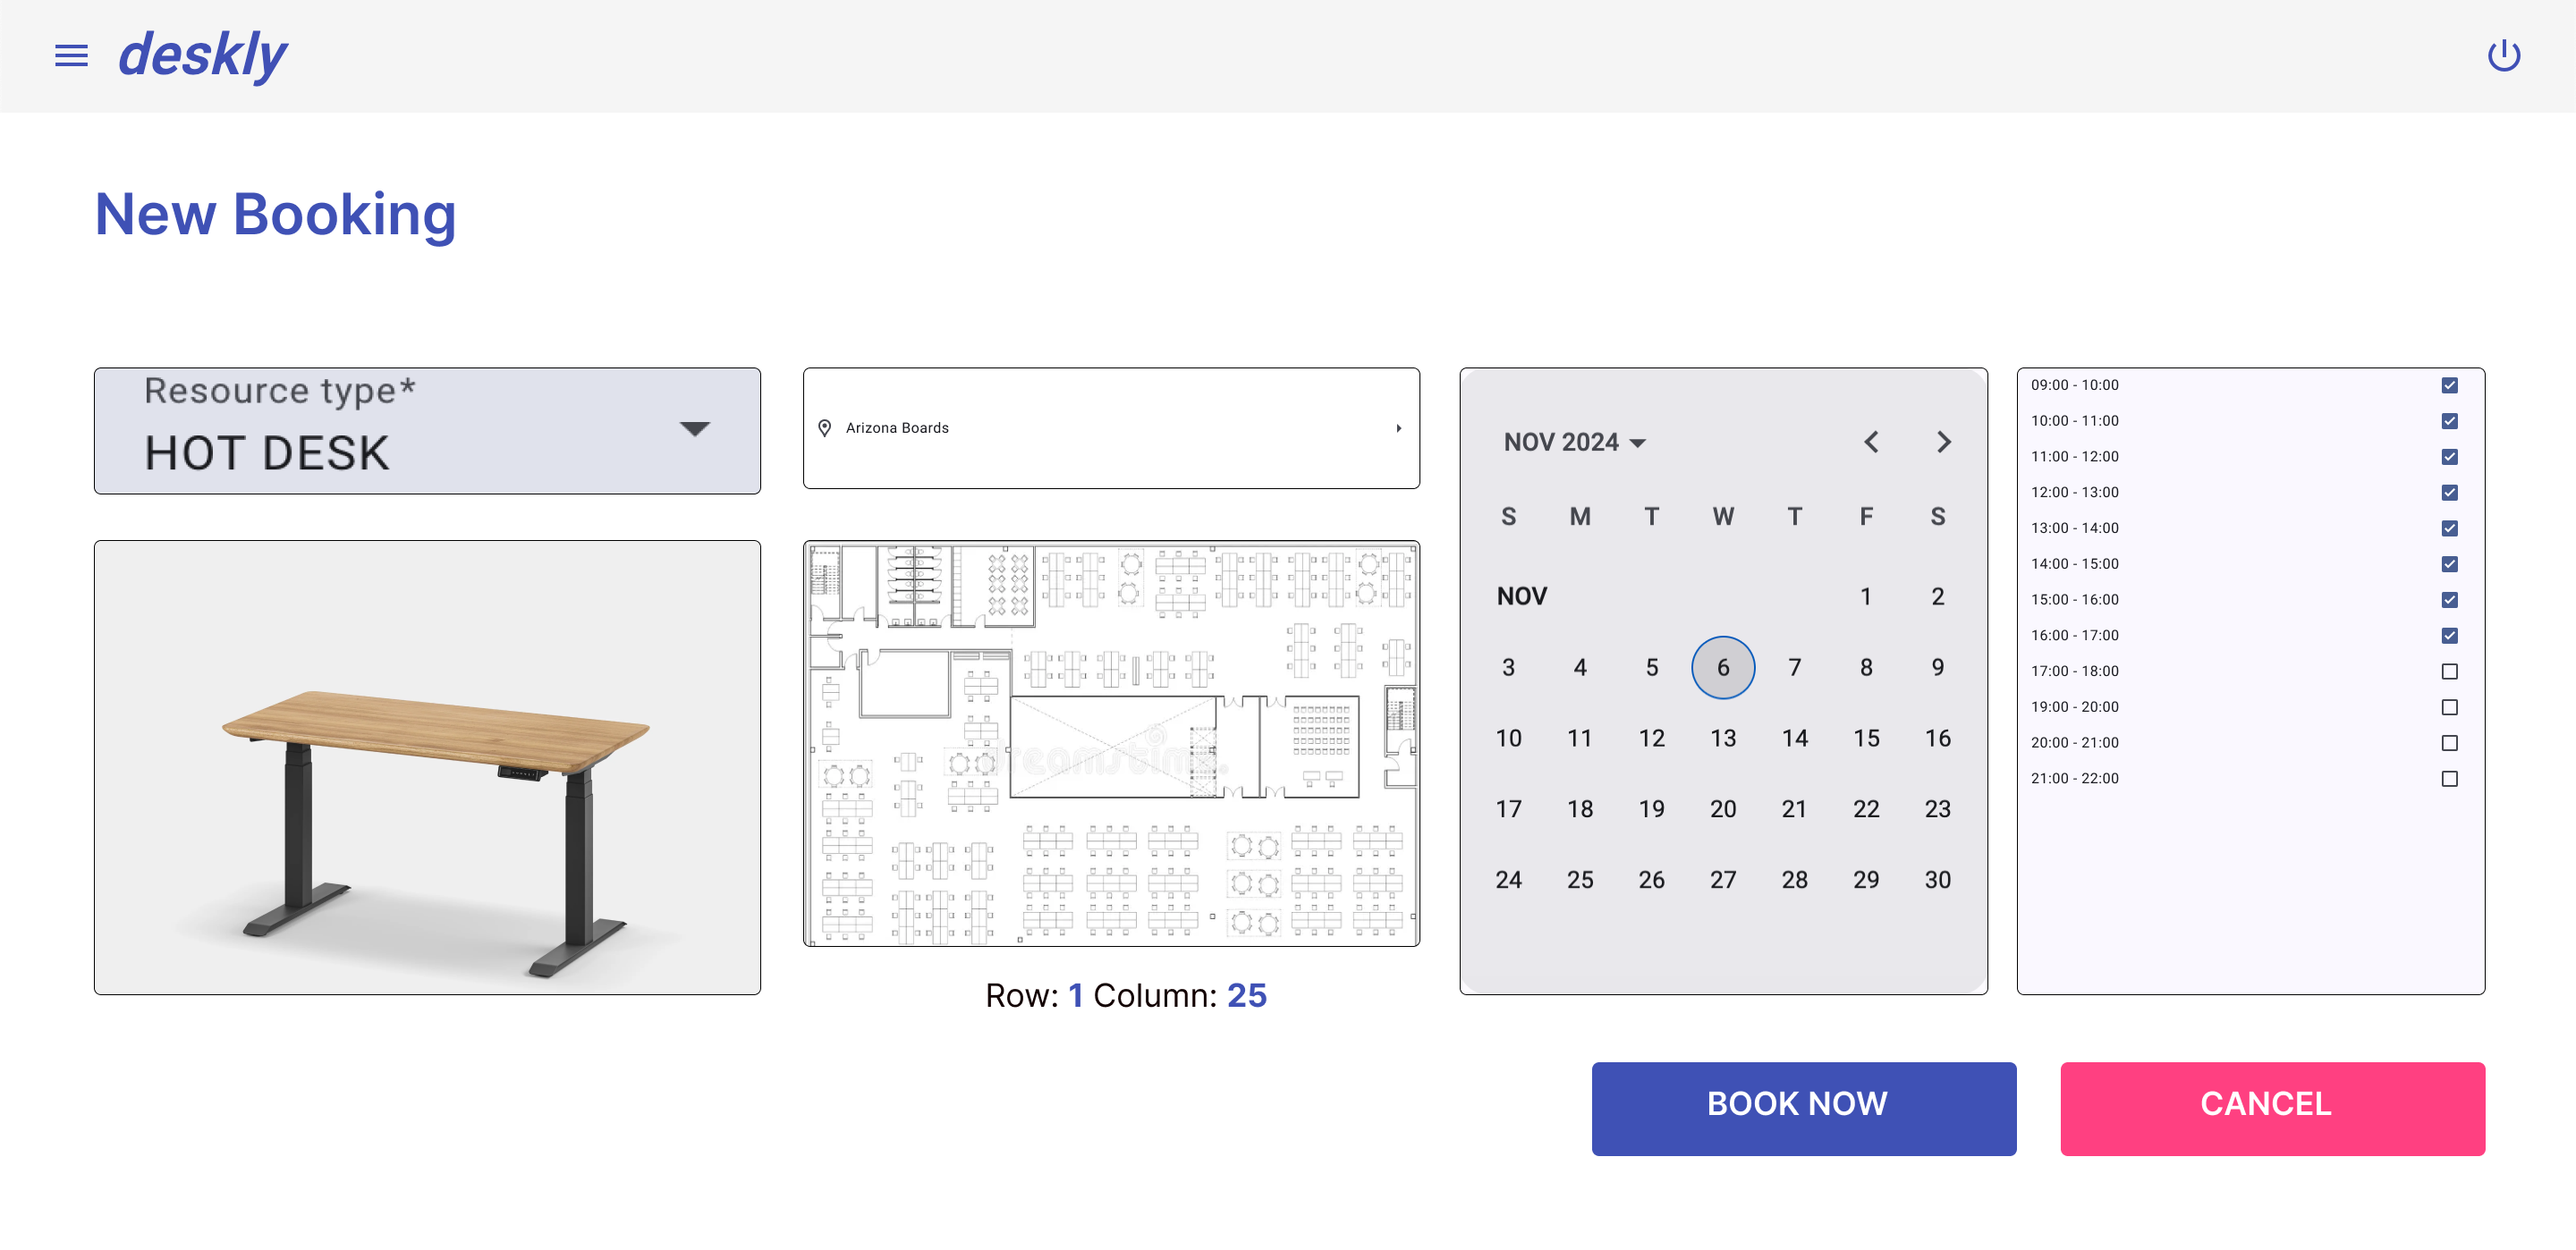 deskly
New Booking
Resource type*
HOT DESK
Arizona Boards
dreamstime.
Row: 1 Column: 25
NOV 2024
S M T W T F S
NOV 1 2
3 4 5 6 7 8 9
10 11 12 13 14 15 16
17 18 19 20 21 22 23
24 25 26 27 28 29 30
09:00 - 10:00
10:00 - 11:00
11:00 - 12:00
12:00 - 13:00
13:00 - 14:00
14:00 - 15:00
15:00 - 16:00
16:00 - 17:00
17:00 - 18:00
19:00 - 20:00
20:00 - 21:00
21:00 - 22:00
BOOK NOW
CANCEL